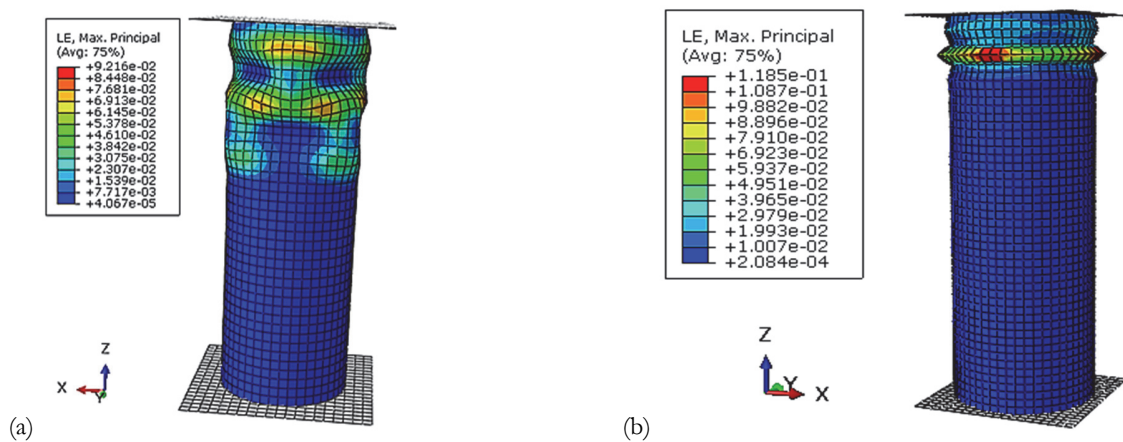 LE, Max. Principal
(Avg: 75%)
+9.216e-02
+8.448e-02
+7.681e-02
+6.913e-02
+6.145e-02
+5.378e-02
+4.610e-02
+3.842e-02
+3.075e-02
+2.307e-02
+1.539e-02
+7.717e-03
+4.067e-05
Z
X
Y
(a)
LE, Max. Principal
(Avg: 75%)
+1.185e-01
+1.087e-01
+9.882e-02
+8.896e-02
+7.910e-02
+6.923e-02
+5.937e-02
+4.951e-02
+3.965e-02
+2.979e-02
+1.993e-02
+1.007e-02
+2.084e-04
Z
Y
X
(b)